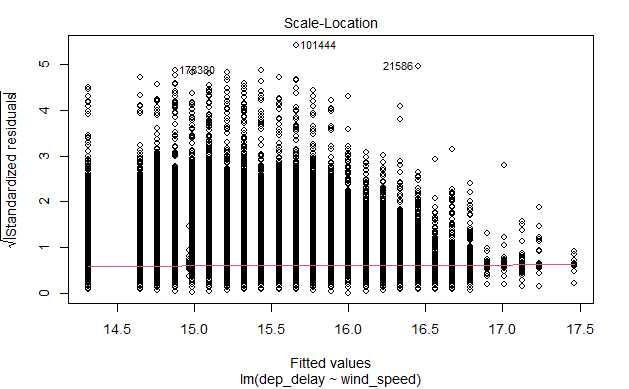 Scale-Location
√|Standardized residuals|
5
4
3
2
1
0
101444
178380
21586
14.5 15.0 15.5 16.0 16.5 17.0 17.5
Fitted values
lm(dep_delay ~ wind_speed)